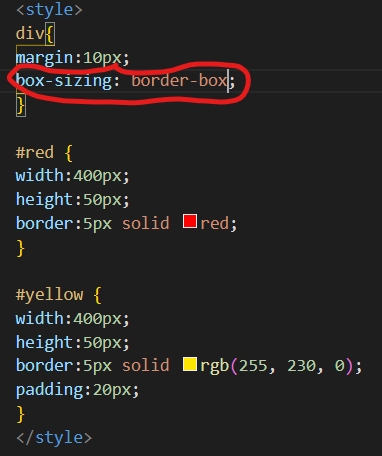 <style>
div{
margin:10px;
box-sizing: border-box;
}
#red {
width:400px;
height:50px;
border:5px solid red;
}
#yellow {
width:400px;
height:50px;
border:5px solid rgb(255, 230, 0);
padding:20px;
}
</style>